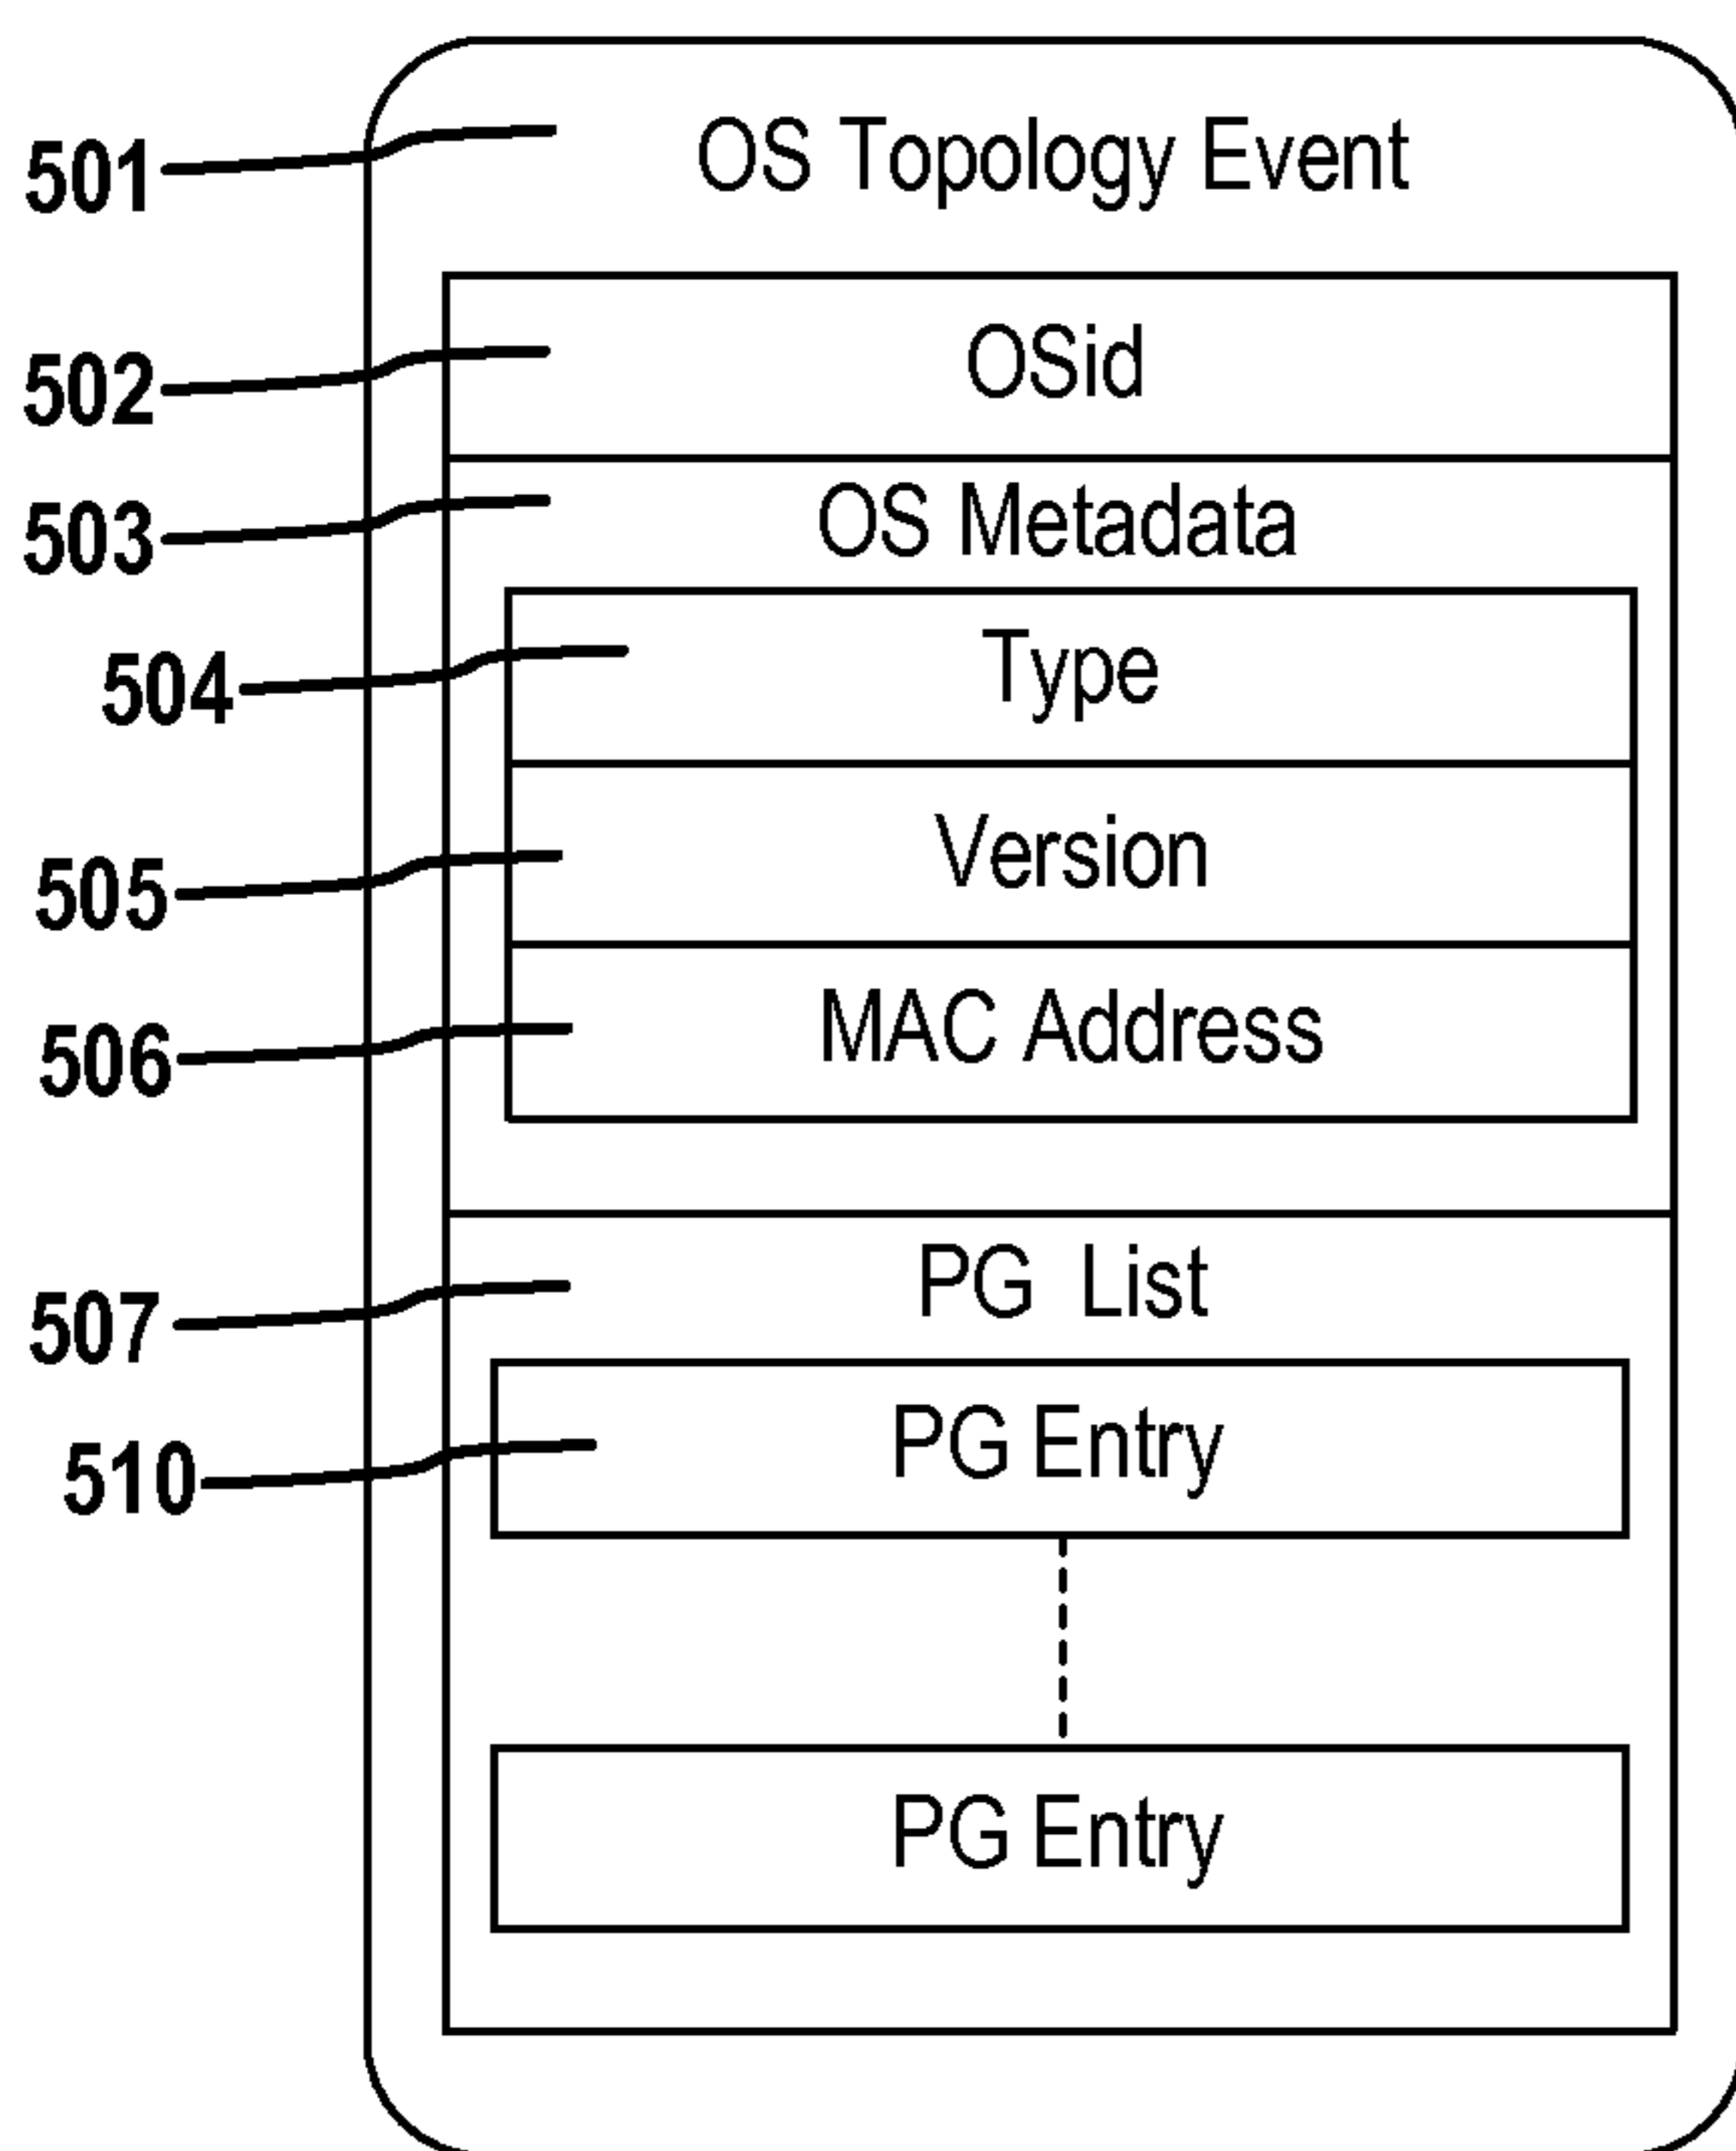 501 OS Topology Event
502 OSid
503 OS Metadata
504 Type
505 Version
506 MAC Address
507 PG List
510 PG Entry
PG Entry